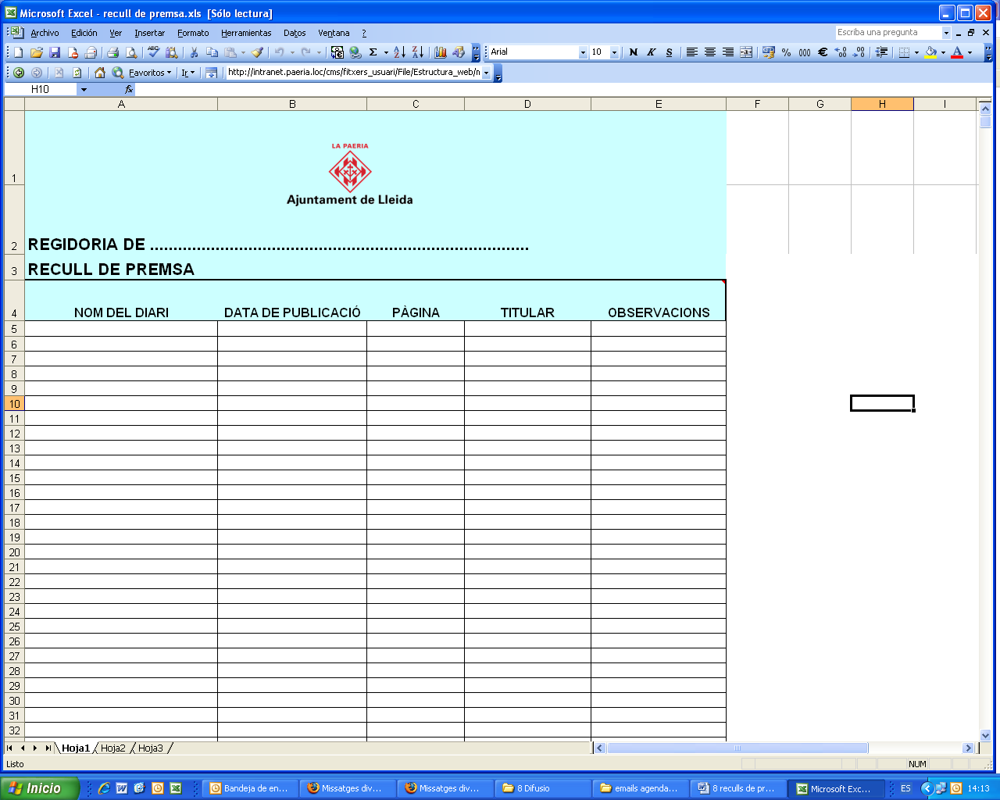 Microsoft Excel - recull de premsa.xls  [Sólo lectura]
Archivo Edición Ver Insertar Formato Herramientas Datos Ventana ? Escriba una pregunta
Arial 10 N K S % 000 €
Favoritos Ir http://intranet.paeria.loc/cms/fitxers_usuari/File/Estructura_web/r
H10 fx
A B C D E F G H I
LA PAERIA
Ajuntament de Lleida
1
2 REGIDORIA DE ................................................................................
3 RECULL DE PREMSA
4 NOM DEL DIARI DATA DE PUBLICACIÓ PÀGINA TITULAR OBSERVACIONS
5
6
7
8
9
10
11
12
13
14
15
16
17
18
19
20
21
22
23
24
25
26
27
28
29
30
31
32
Hoja1 Hoja2 Hoja3
Listo NUM
Inicio Bandeja de en... Missatges div... Missatges div... 8 Difusio emails agenda... 8 reculls de pr... Microsoft Exc... ES 14:13